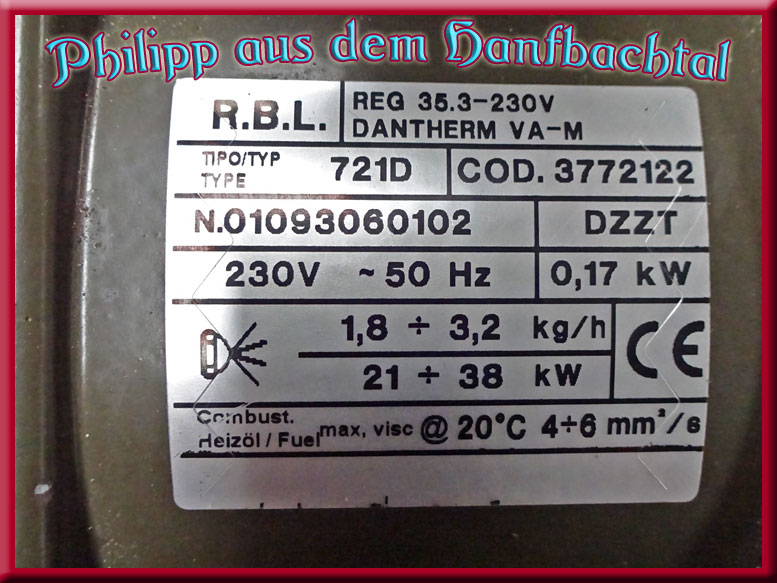 Philipp aus dem Hanfbachtal
R.B.L.
REG 35.3-230V
DANTHERM VA-M
TIPO/TYP
TYPE
721D
COD. 3772122
N.01093060102
DZZT
230V ~50 Hz
0,17 kW
1,8 ÷ 3,2 kg/h
21 ÷ 38 kW
CE
Combust.
Heizöl / Fuel max, visc @ 20°C 4÷6 mm²/s